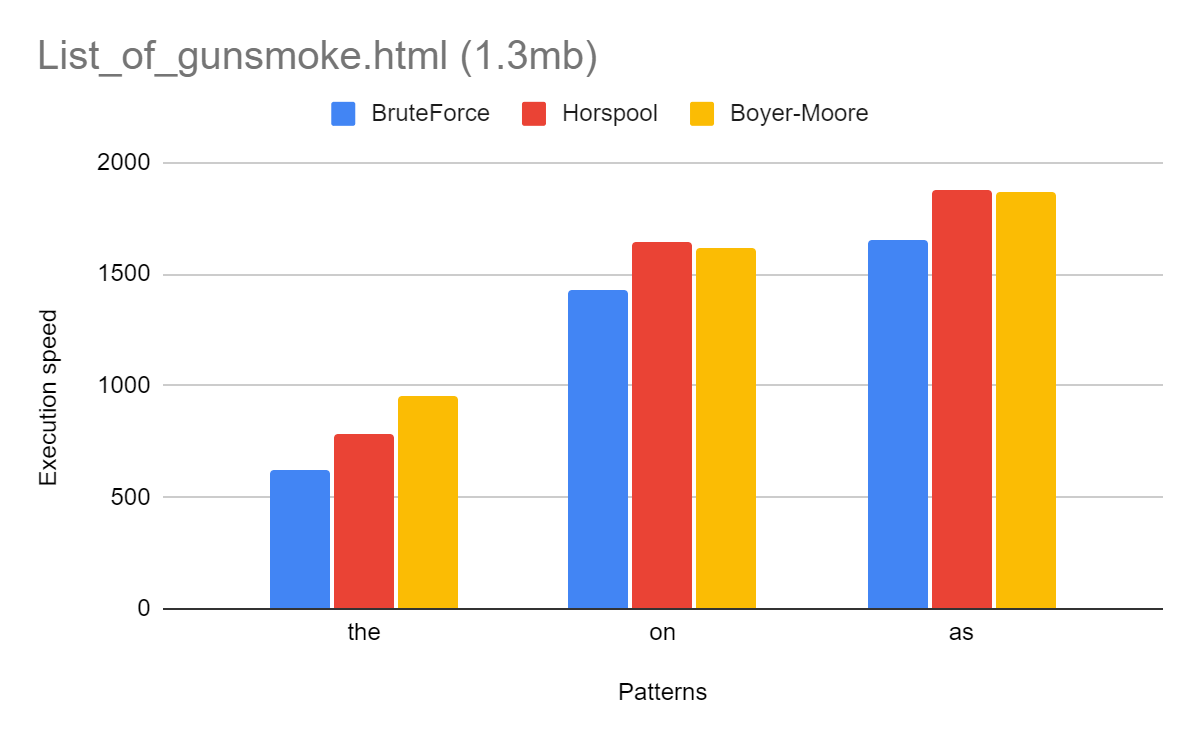 List_of_gunsmoke.html (1.3mb)
BruteForce Horspool Boyer-Moore
2000
1500
1000
500
0
Execution speed
the on as
Patterns